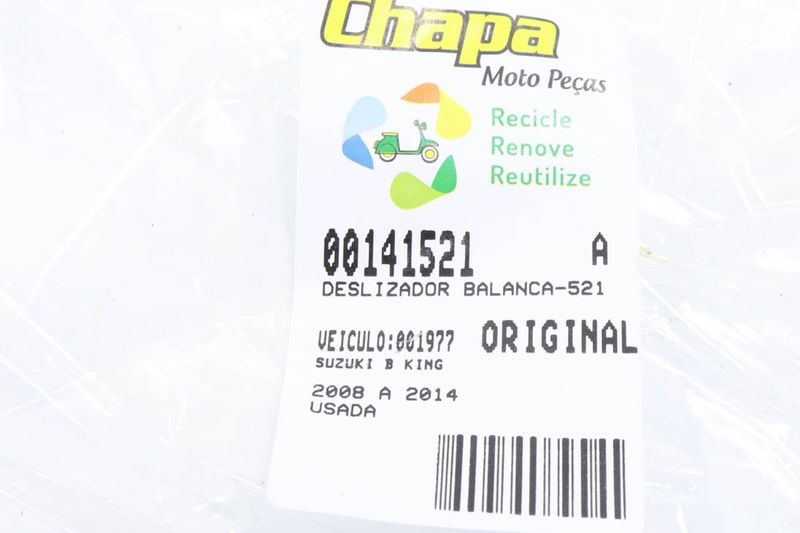 Chapa
Moto Peças
Recicle
Renove
Reutilize
00141521 A
DESLIZADOR BALANCA-521
VEICULO:001977 ORIGINAL
SUZUKI B KING
2008 A 2014
USADA